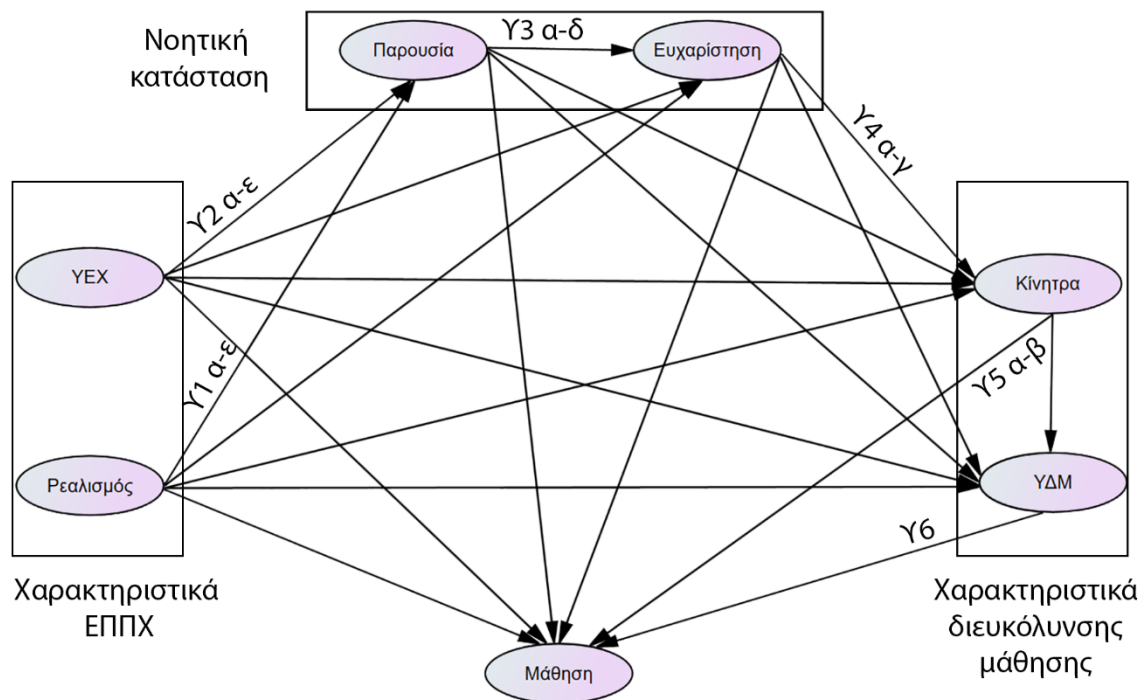 Νοητική
κατάσταση
Παρουσία
Υ3 α-δ
Ευχαρίστηση
Υ4 α-γ
Υ2 α-ε
ΥΕΧ
Κίνητρα
Υ1 α-ε
Υ5 α-β
Ρεαλισμός
ΥΔΜ
Υ6
Χαρακτηριστικά
ΕΠΠΧ
Χαρακτηριστικά
διευκόλυνσης
μάθησης
Μάθηση